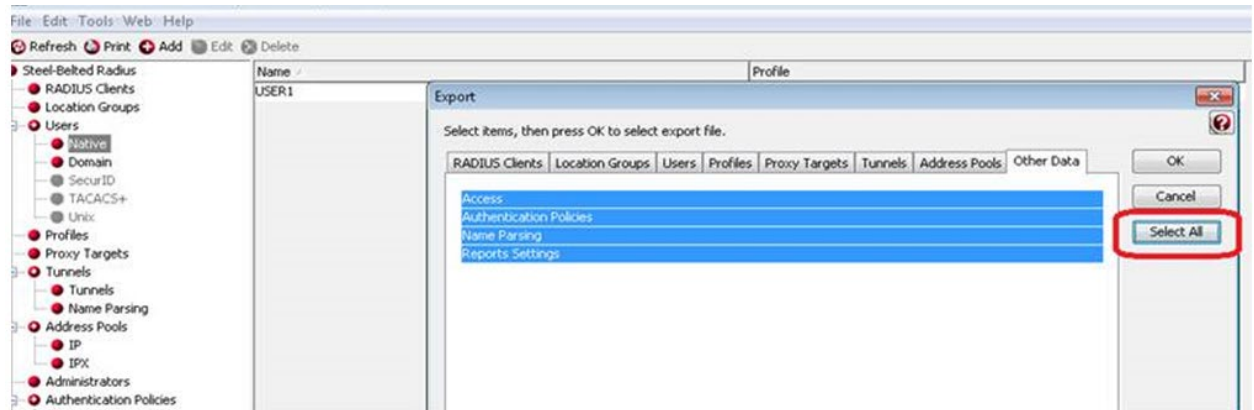 File Edit Tools Web Help
Refresh Print Add Edit Delete
Steel-Belted Radius
RADIUS Clients
Location Groups
Users
Native
Domain
SecurID
TACACS+
Unix
Profiles
Proxy Targets
Tunnels
Tunnels
Name Parsing
Address Pools
IP
IPX
Administrators
Authentication Policies
Name Profile
USER1
Export
Select items, then press OK to select export file.
RADIUS Clients Location Groups Users Profiles Proxy Targets Tunnels Address Pools Other Data
Access
Authentication Policies
Name Parsing
Reports Settings
OK
Cancel
Select All